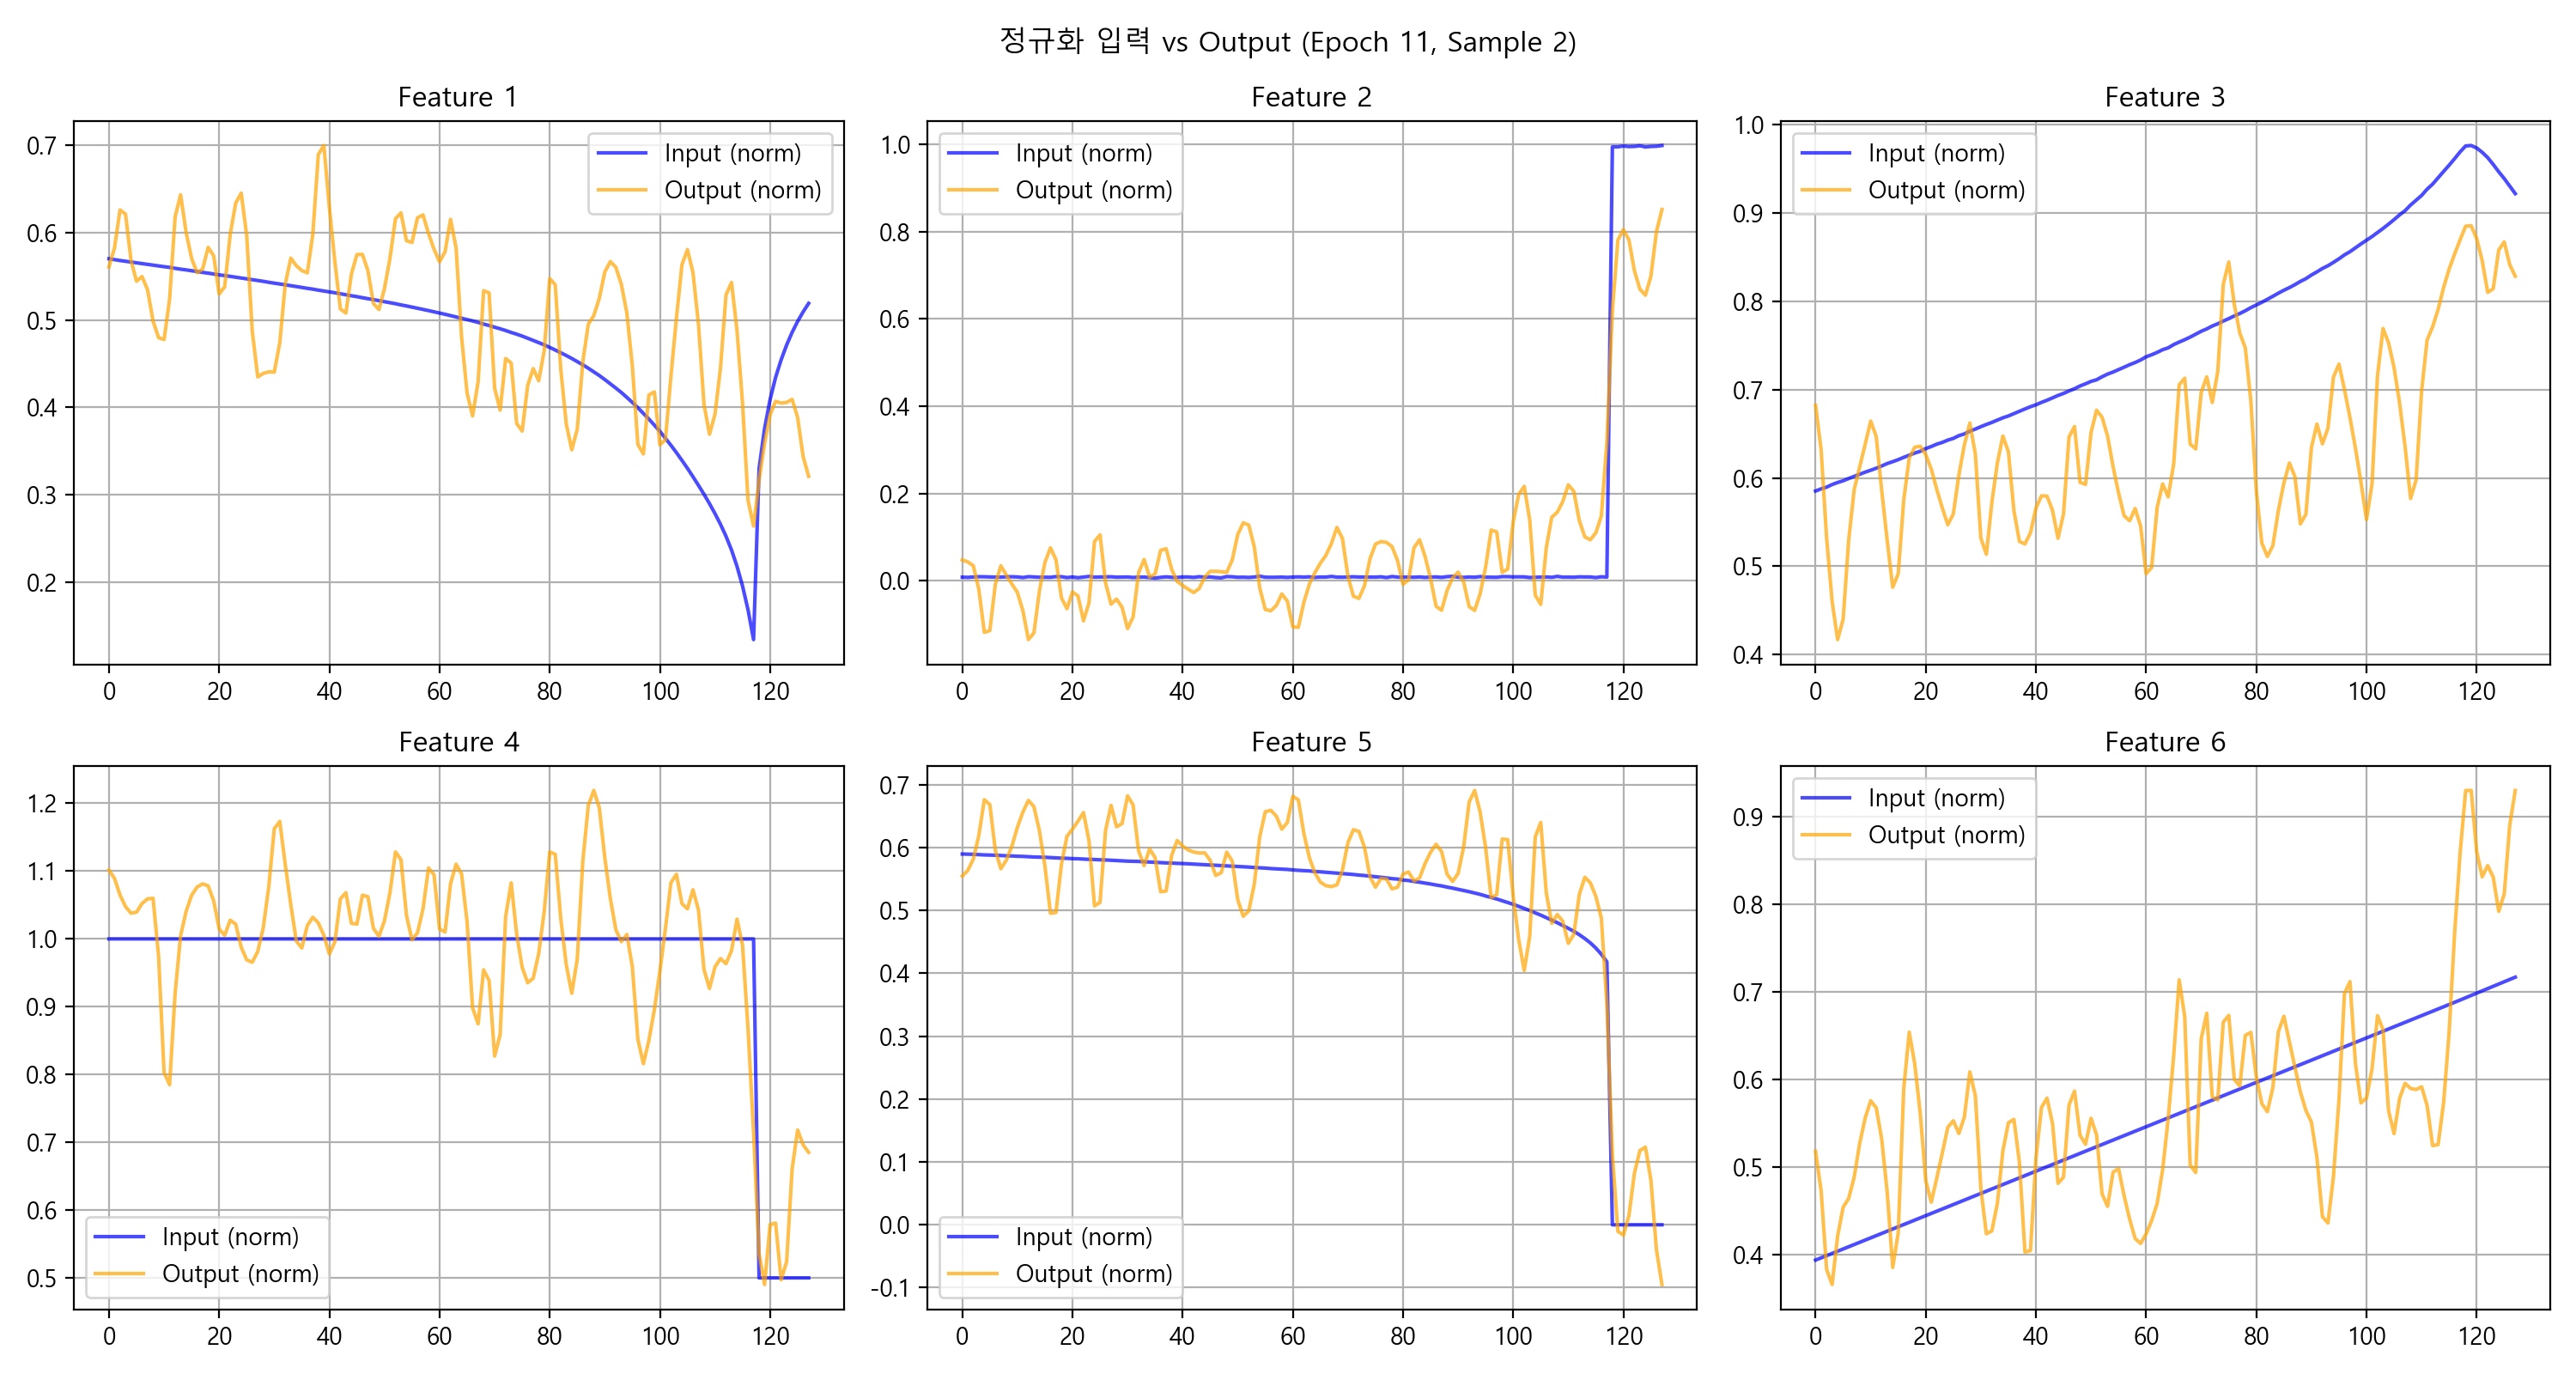 정규화 입력 vs Output (Epoch 11, Sample 2)
Feature 1
0.7
0.6
0.5
0.4
0.3
0.2
0 20 40 60 80 100 120
Input (norm)
Output (norm)
Feature 2
1.0
0.8
0.6
0.4
0.2
0.0
0 20 40 60 80 100 120
Input (norm)
Output (norm)
Feature 3
1.0
0.9
0.8
0.7
0.6
0.5
0.4
0 20 40 60 80 100 120
Input (norm)
Output (norm)
Feature 4
1.2
1.1
1.0
0.9
0.8
0.7
0.6
0.5
0 20 40 60 80 100 120
Input (norm)
Output (norm)
Feature 5
0.7
0.6
0.5
0.4
0.3
0.2
0.1
0.0
-0.1
0 20 40 60 80 100 120
Input (norm)
Output (norm)
Feature 6
0.9
0.8
0.7
0.6
0.5
0.4
0 20 40 60 80 100 120
Input (norm)
Output (norm)